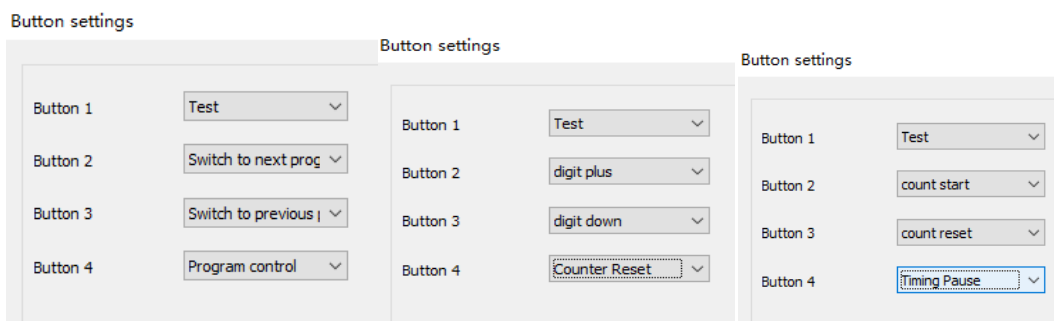 Button settings
Button 1 Test
Button 2 Switch to next prog
Button 3 Switch to previous
Button 4 Program control
Button settings
Button 1 Test
Button 2 digit plus
Button 3 digit down
Button 4 Counter Reset
Button settings
Button 1 Test
Button 2 count start
Button 3 count reset
Button 4 Timing Pause